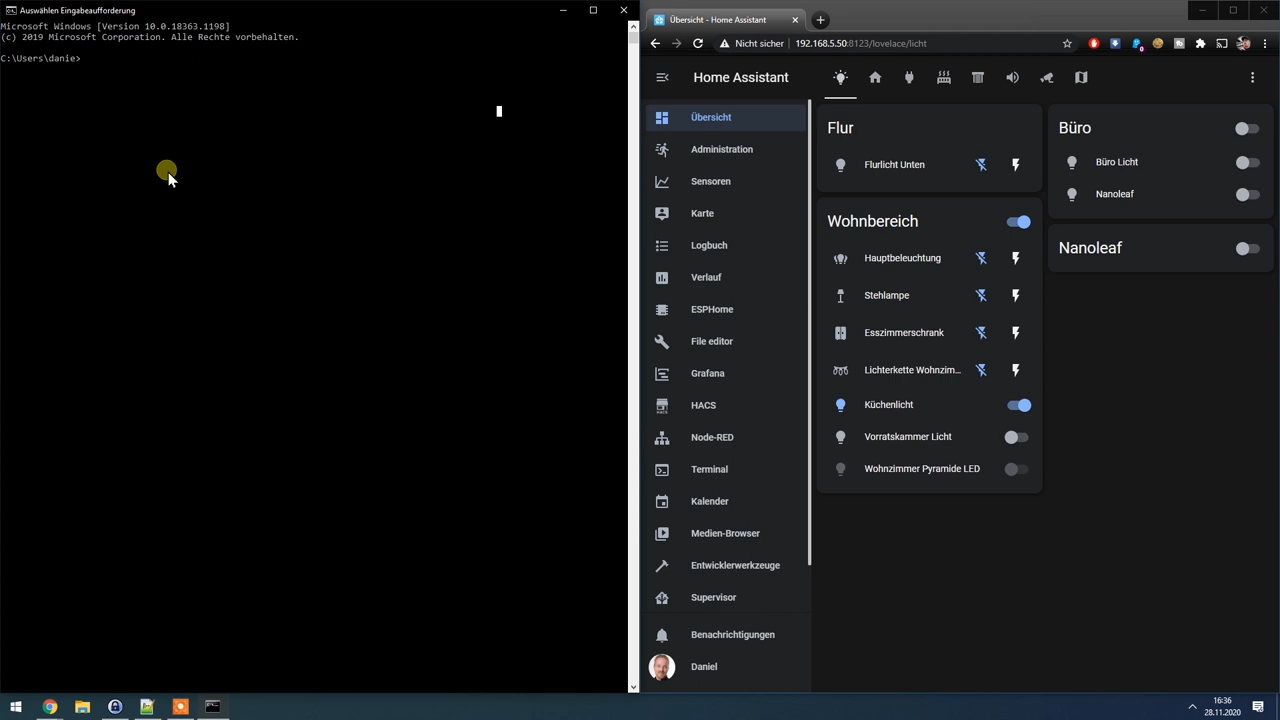 Auswählen Eingabeaufforderung
Microsoft Windows [Version 10.0.18363.1198]
(c) 2019 Microsoft Corporation. Alle Rechte vorbehalten.
C:\Users\danie>
Übersicht - Home Assistant
Nicht sicher
192.168.5.50:8123/lovelace/licht
0
Home Assistant
Übersicht
Administration
Sensoren
Karte
Logbuch
Verlauf
ESPHome
File editor
Grafana
HACS
Node-RED
Terminal
Kalender
Medien-Browser
Entwicklerwerkzeuge
Supervisor
Benachrichtigungen
Daniel
Flur
Flurlicht Unten
Wohnbereich
Hauptbeleuchtung
Stehlampe
Esszimmerschrank
Lichterkette Wohnzim...
Küchenlicht
Vorratskammer Licht
Wohnzimmer Pyramide LED
Büro
Büro Licht
Nanoleaf
Nanoleaf
16:36
28.11.2020